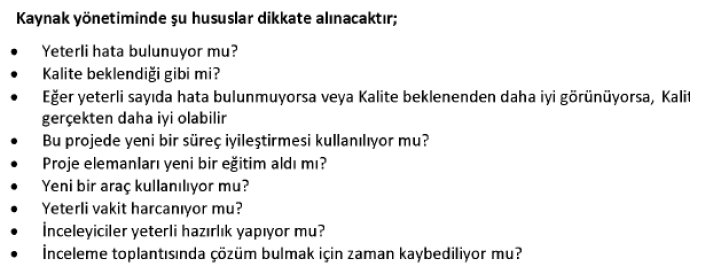 Kaynak yönetiminde şu hususlar dikkate alınacaktır;
• Yeterli hata bulunuyor mu?
• Kalite beklendiği gibi mi?
• Eğer yeterli sayıda hata bulunmuyorsa veya Kalite beklenenden daha iyi görünüyorsa, Kalit
gerçekten daha iyi olabilir
• Bu projede yeni bir süreç iyileştirmesi kullanılıyor mu?
• Proje elemanları yeni bir eğitim aldı mı?
• Yeni bir araç kullanılıyor mu?
• Yeterli vakit harcanıyor mu?
• İnceleyiciler yeterli hazırlık yapıyor mu?
• İnceleme toplantısında çözüm bulmak için zaman kaybediliyor mu?